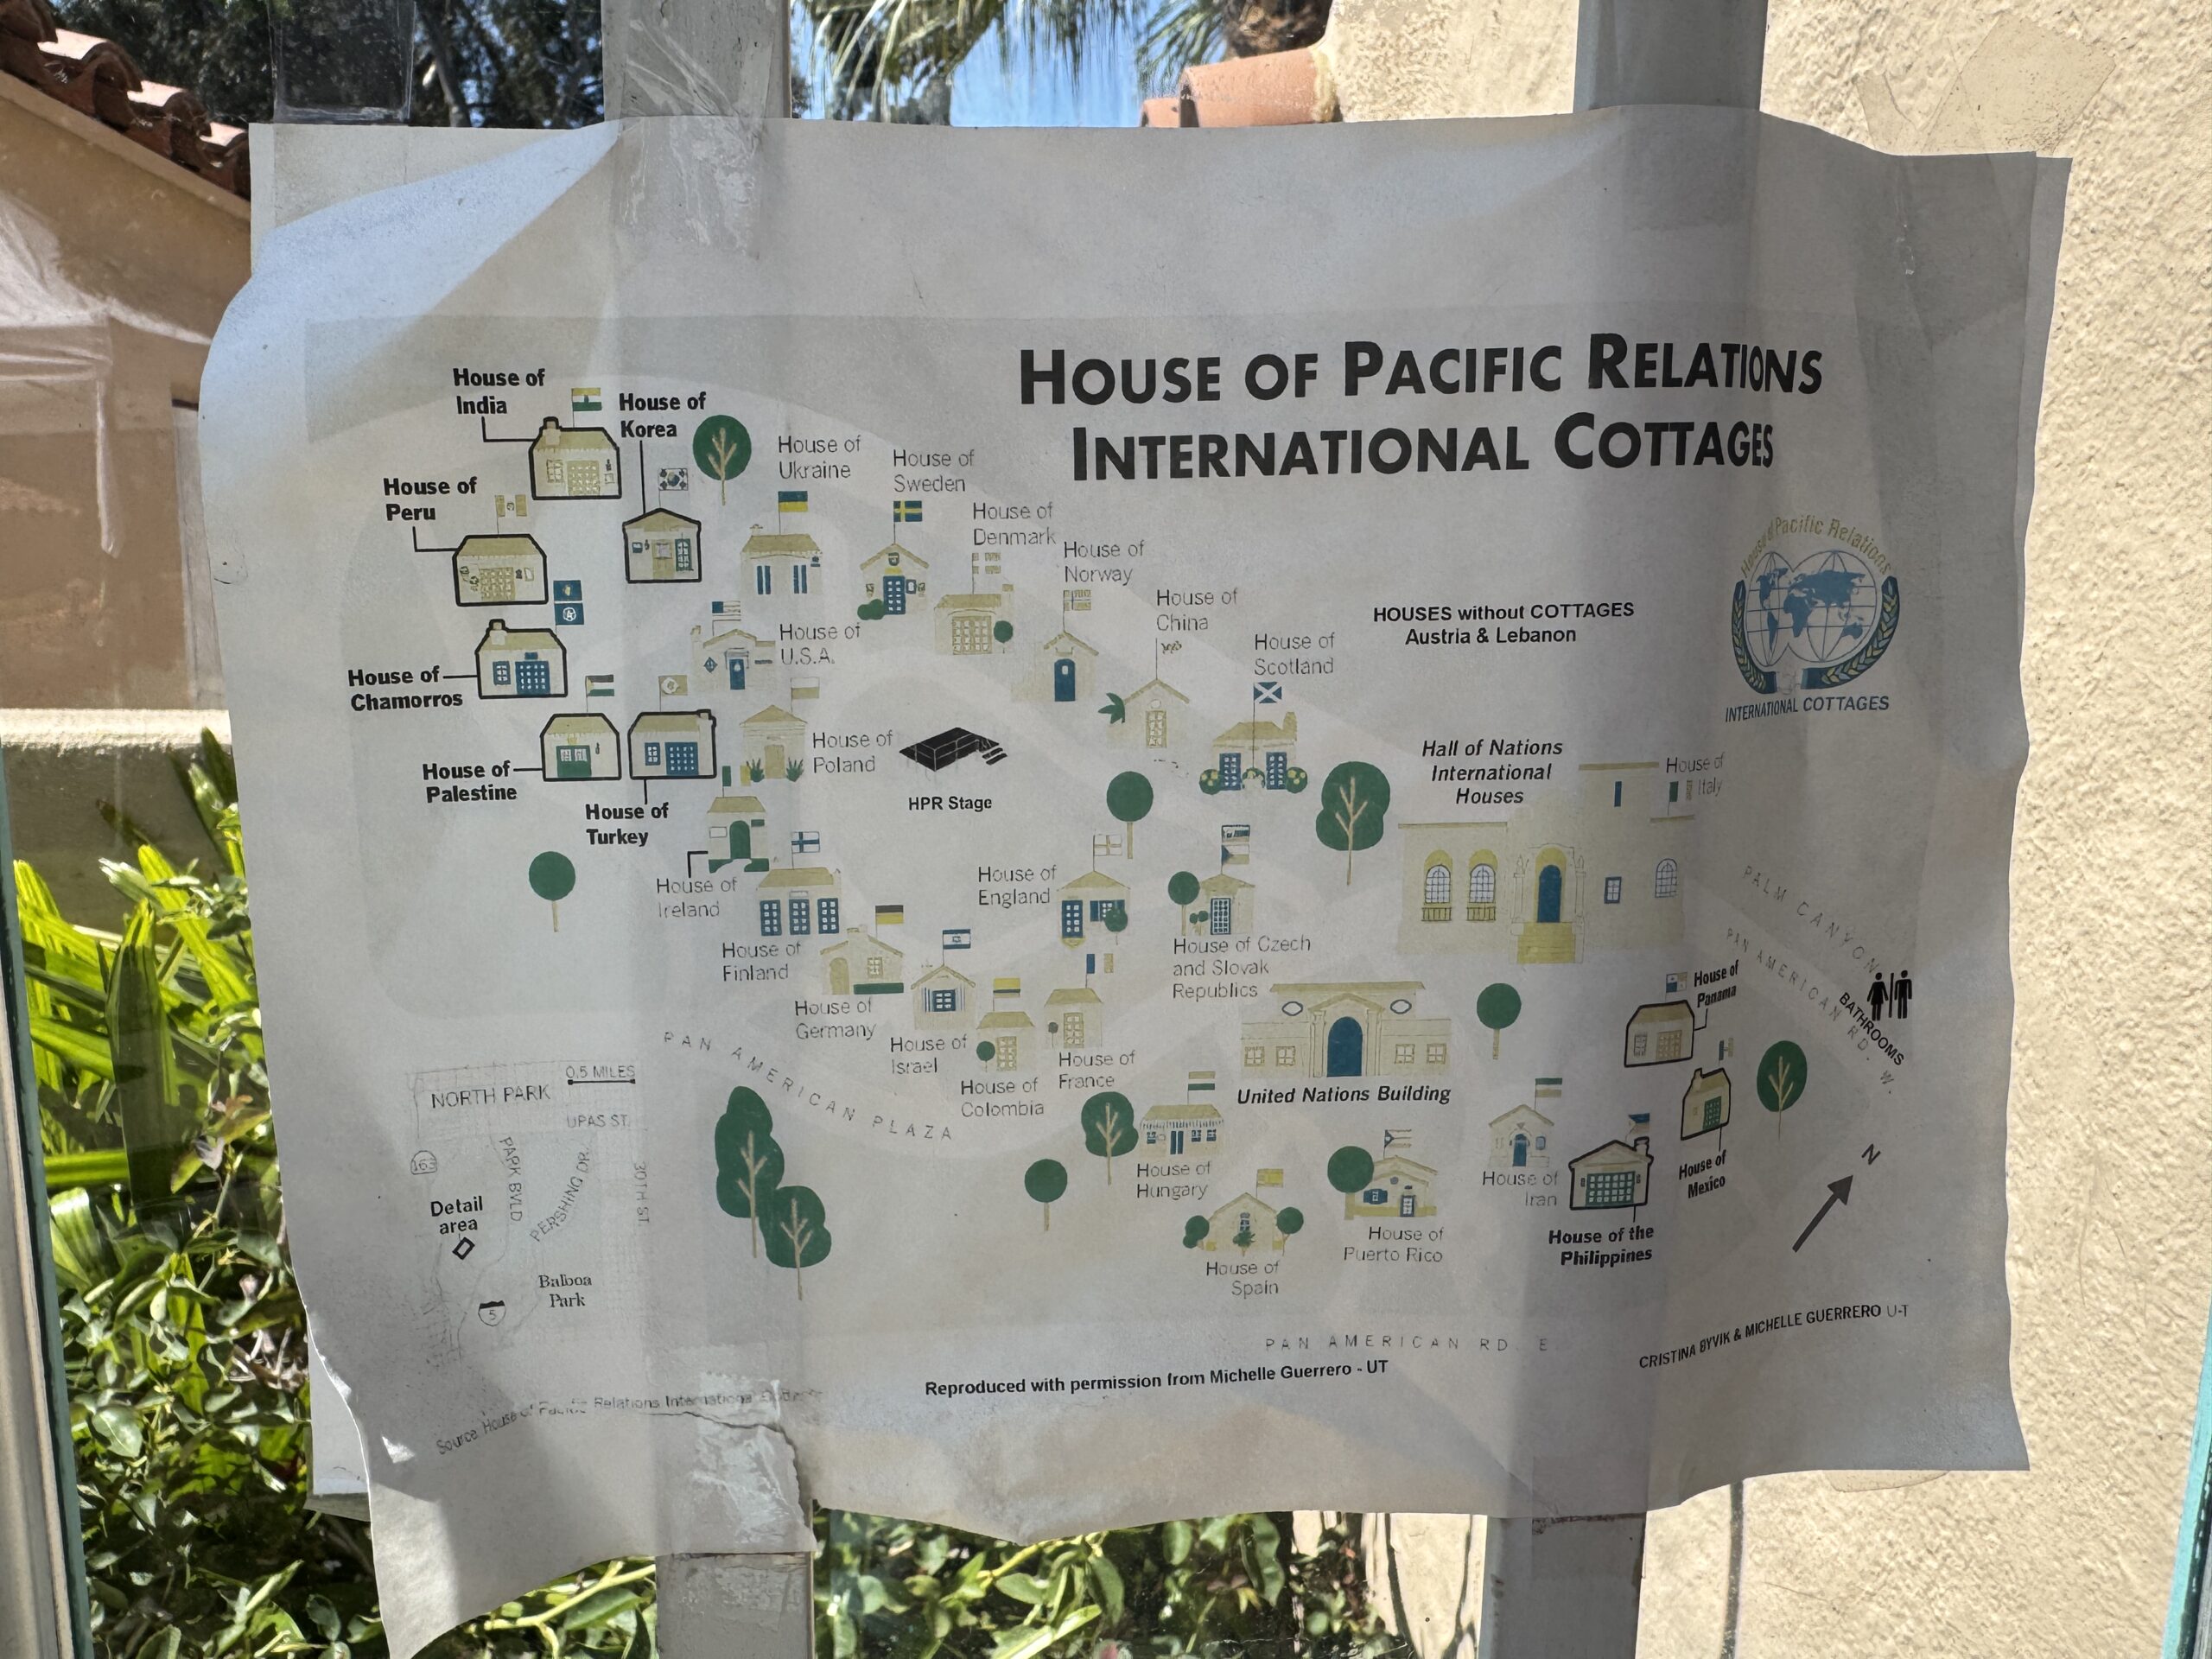 HOUSE OF PACIFIC RELATIONS
INTERNATIONAL COTTAGES
House of
India
House of
Korea
House of
Peru
House of
Ukraine
House of
Sweden
House of
Denmark
House of
Norway
House of
China
House of
Scotland
HOUSES without COTTAGES
Austria & Lebanon
House of Pacific Relations
INTERNATIONAL COTTAGES
House of
U.S.A.
House of
Chamorros
House of
Palestine
House of
Turkey
House of
Poland
HPR Stage
Hall of Nations
International
Houses
House of
Italy
House of
Ireland
House of
Finland
House of
England
House of Czech
and Slovak
Republics
House of
Germany
House of
Israel
House of
Colombia
House of
France
PALM CANYON
PAN AMERICAN RD. W.
BATHROOMS
House of
Panama
PAN AMERICAN PLAZA
United Nations Building
House of
Hungary
House of
Spain
House of
Puerto Rico
House of
Iran
House of the
Philippines
House of
Mexico
N
NORTH PARK
0.5 MILES
UPAS ST.
163
PARK BVLD
PERSHING DR.
30TH ST.
Detail
area
Balboa
Park
5
PAN AMERICAN RD. E
CRISTINA BYVIK & MICHELLE GUERRERO U-T
Reproduced with permission from Michelle Guerrero - UT
Source House of Pacific Relations International